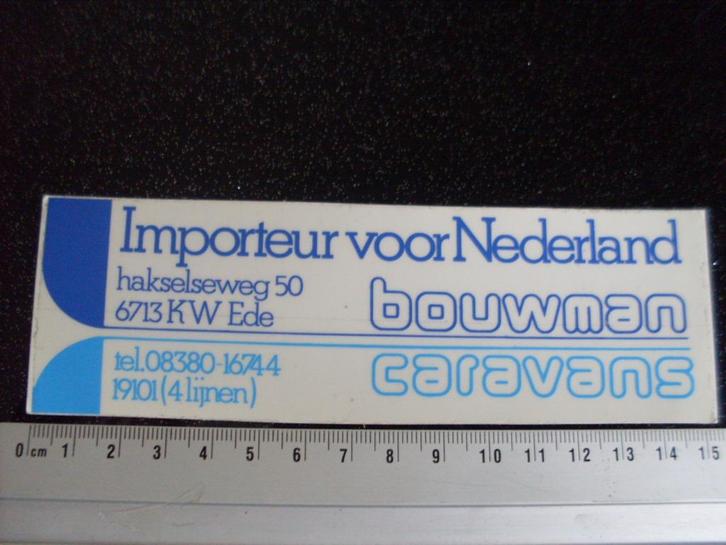 Importeur voor Nederland
hakselseweg 50
6713 KW Ede
bouwman
caravans
tel.08380-16744
19101 (4 lijnen)
0 cm 1 2 3 4 5 6 7 8 9 10 11 12 13 14 15